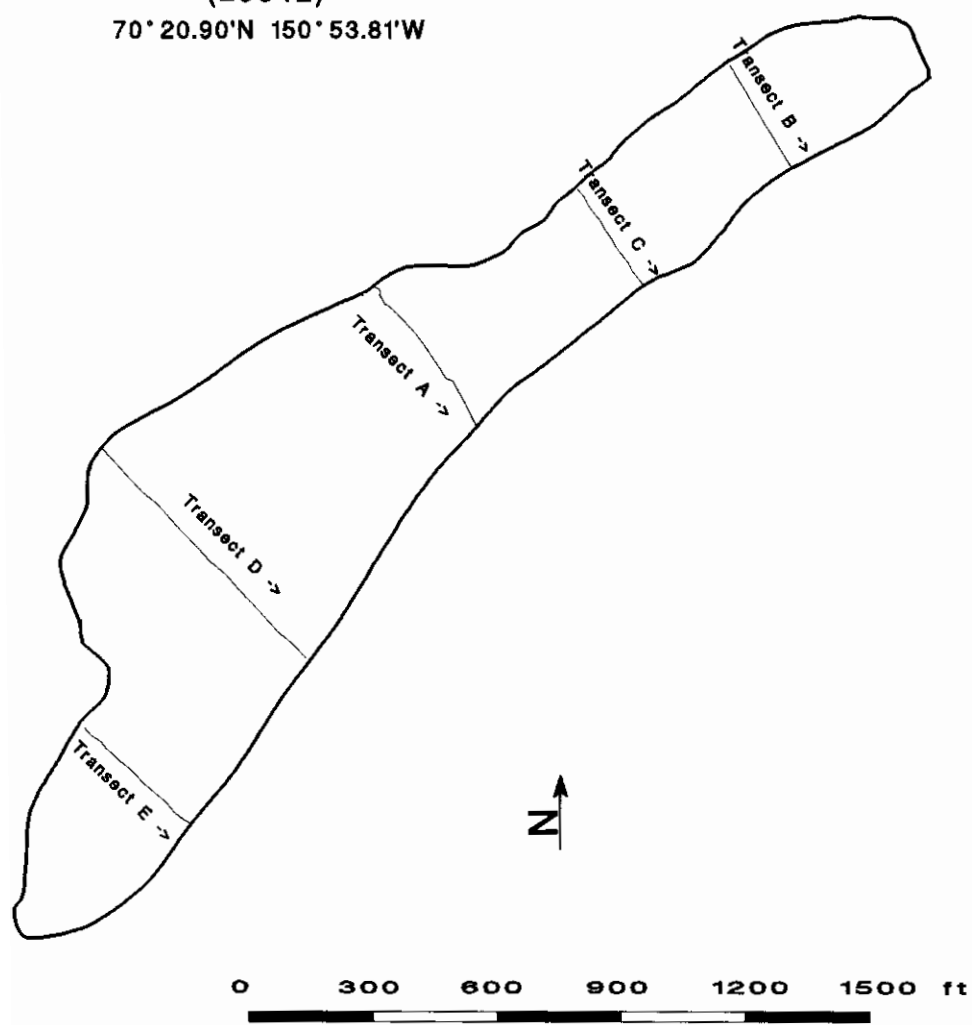 70°20.90'N 150°53.81'W
Transect B ->
Transect C ->
Transect A ->
Transect D ->
Transect E ->
N
0 300 600 900 1200 1500 ft